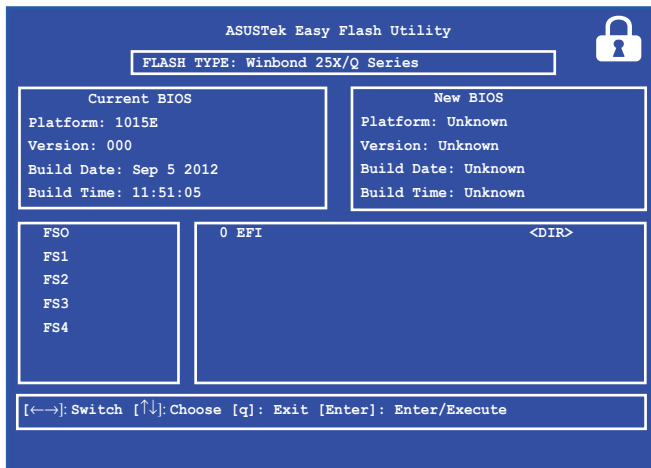 ASUSTek Easy Flash Utility
FLASH TYPE: Winbond 25X/Q Series
Current BIOS
Platform: 1015E
Version: 000
Build Date: Sep 5 2012
Build Time: 11:51:05
New BIOS
Platform: Unknown
Version: Unknown
Build Date: Unknown
Build Time: Unknown
FSO
FS1
FS2
FS3
FS4
0 EFI <DIR>
[←→]: Switch [↑↓]: Choose [q]: Exit [Enter]: Enter/Execute